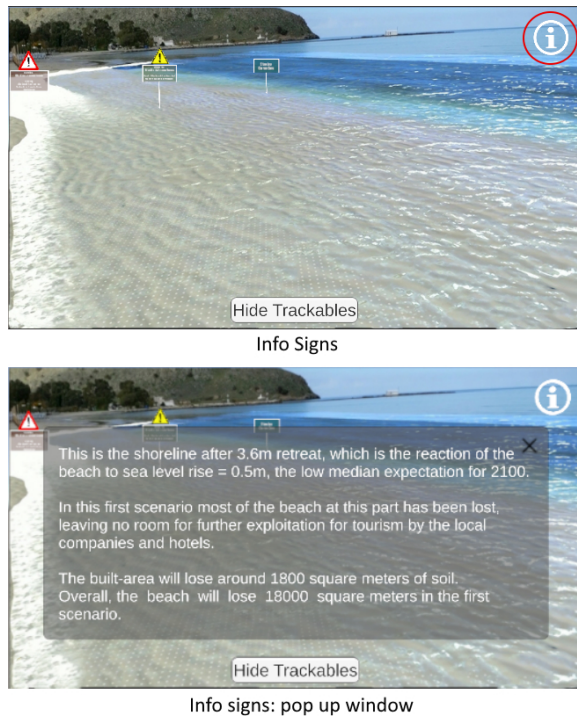 Hide Trackables
Info Signs
This is the shoreline after 3.6m retreat, which is the reaction of the
beach to sea level rise = 0.5m, the low median expectation for 2100.
In this first scenario most of the beach at this part has been lost,
leaving no room for further exploitation for tourism by the local
companies and hotels.
The built-area will lose around 1800 square meters of soil.
Overall, the beach will lose 18000 square meters in the first
scenario.
Hide Trackables
Info signs: pop up window